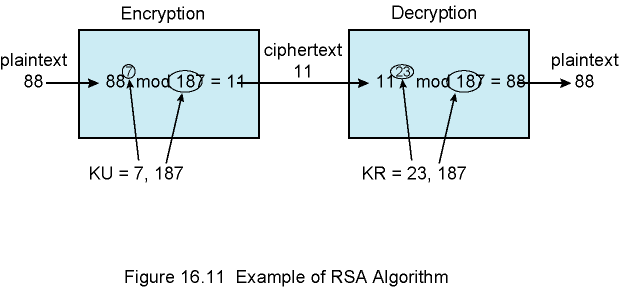 Encryption
Decryption
plaintext
88
88 7 mod 187 = 11
ciphertext
11
11 23 mod 187 = 88
plaintext
88
KU = 7, 187
KR = 23, 187
Figure 16.11 Example of RSA Algorithm